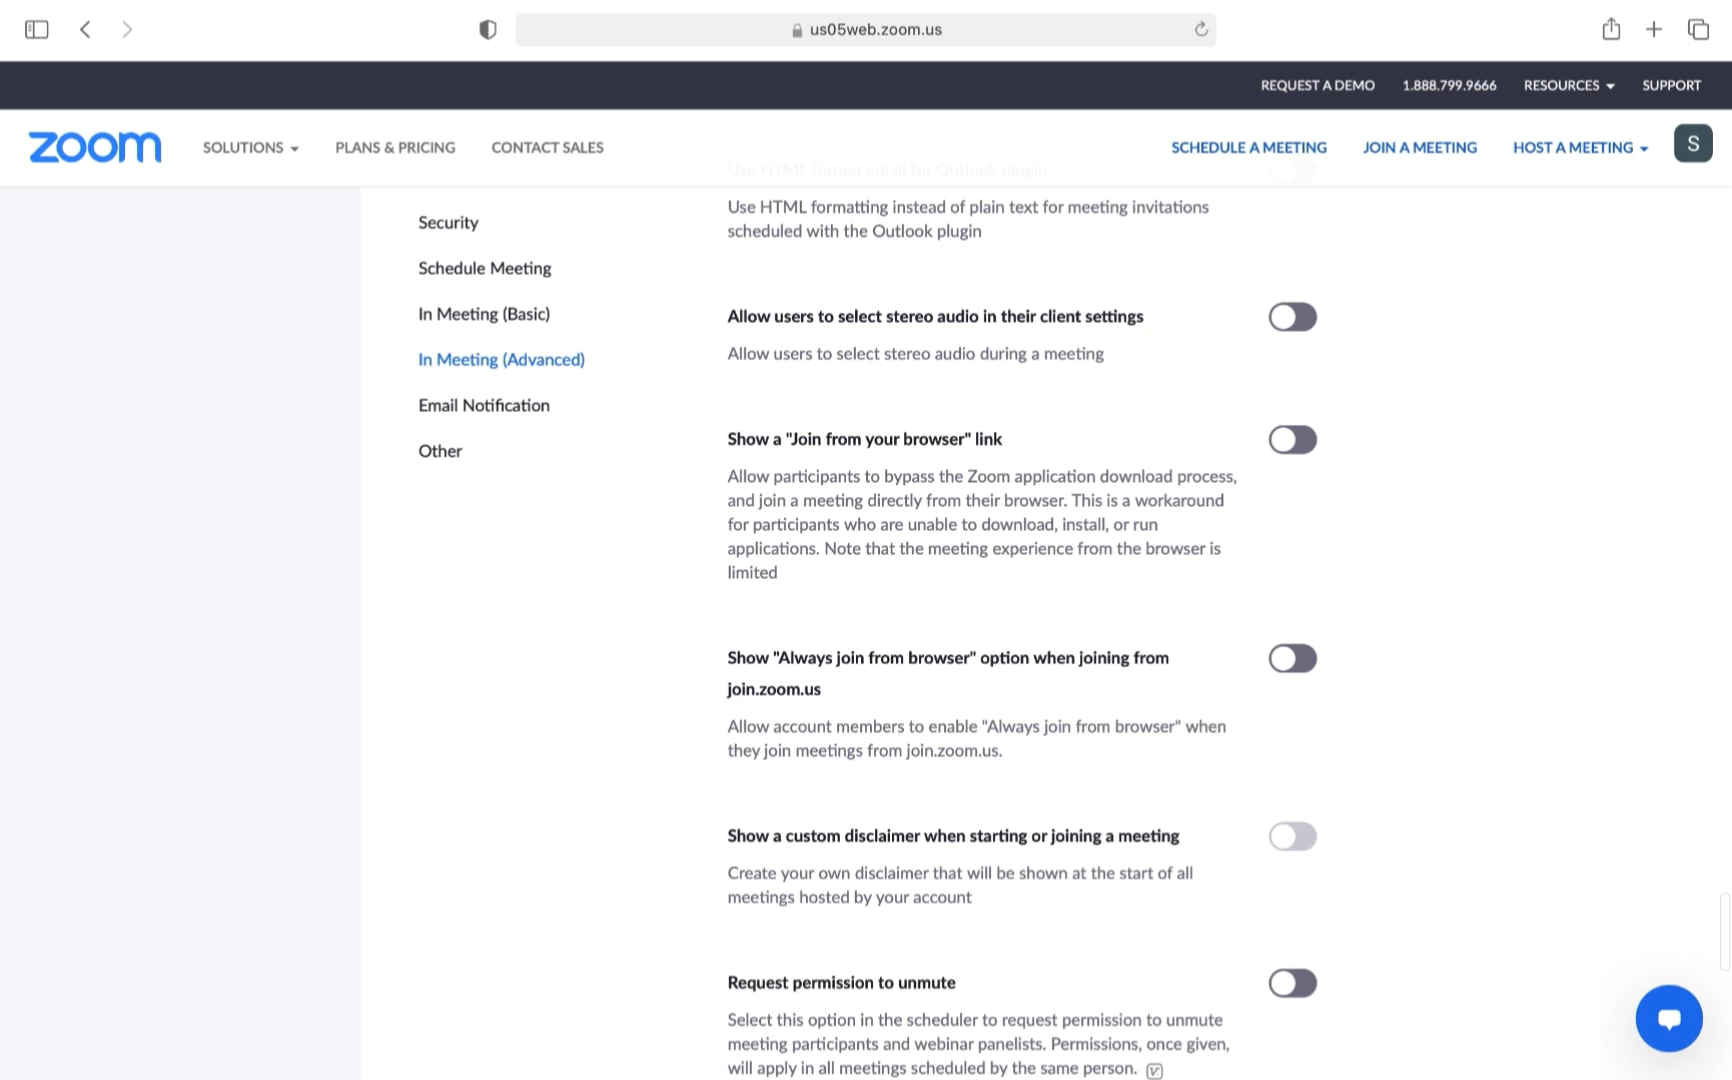 us05web.zoom.us
REQUEST A DEMO 1.888.799.9666 RESOURCES SUPPORT
zoom SOLUTIONS PLANS & PRICING CONTACT SALES SCHEDULE A MEETING JOIN A MEETING HOST A MEETING S
Use HTML format email for Outlook plugin
Use HTML formatting instead of plain text for meeting invitations
scheduled with the Outlook plugin
Security
Schedule Meeting
In Meeting (Basic)
In Meeting (Advanced)
Email Notification
Other
Allow users to select stereo audio in their client settings
Allow users to select stereo audio during a meeting
Show a "Join from your browser" link
Allow participants to bypass the Zoom application download process,
and join a meeting directly from their browser. This is a workaround
for participants who are unable to download, install, or run
applications. Note that the meeting experience from the browser is
limited
Show "Always join from browser" option when joining from
join.zoom.us
Allow account members to enable "Always join from browser" when
they join meetings from join.zoom.us.
Show a custom disclaimer when starting or joining a meeting
Create your own disclaimer that will be shown at the start of all
meetings hosted by your account
Request permission to unmute
Select this option in the scheduler to request permission to unmute
meeting participants and webinar panelists. Permissions, once given,
will apply in all meetings scheduled by the same person.